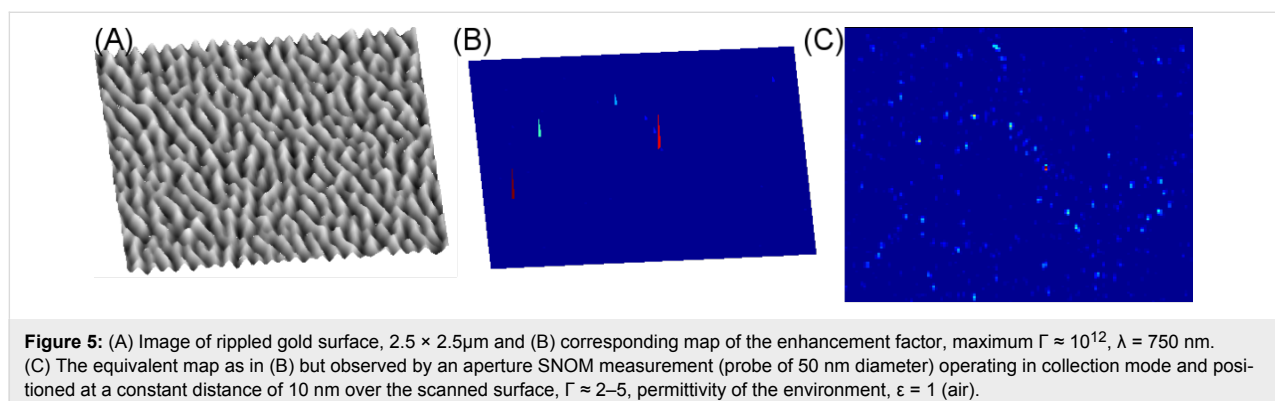 (A)
(B)
(C)
Figure 5: (A) Image of rippled gold surface, 2.5 × 2.5µm and (B) corresponding map of the enhancement factor, maximum Γ ≈ 10¹², λ = 750 nm.
(C) The equivalent map as in (B) but observed by an aperture SNOM measurement (probe of 50 nm diameter) operating in collection mode and posi-
tioned at a constant distance of 10 nm over the scanned surface, Γ ≈ 2–5, permittivity of the environment, ε = 1 (air).